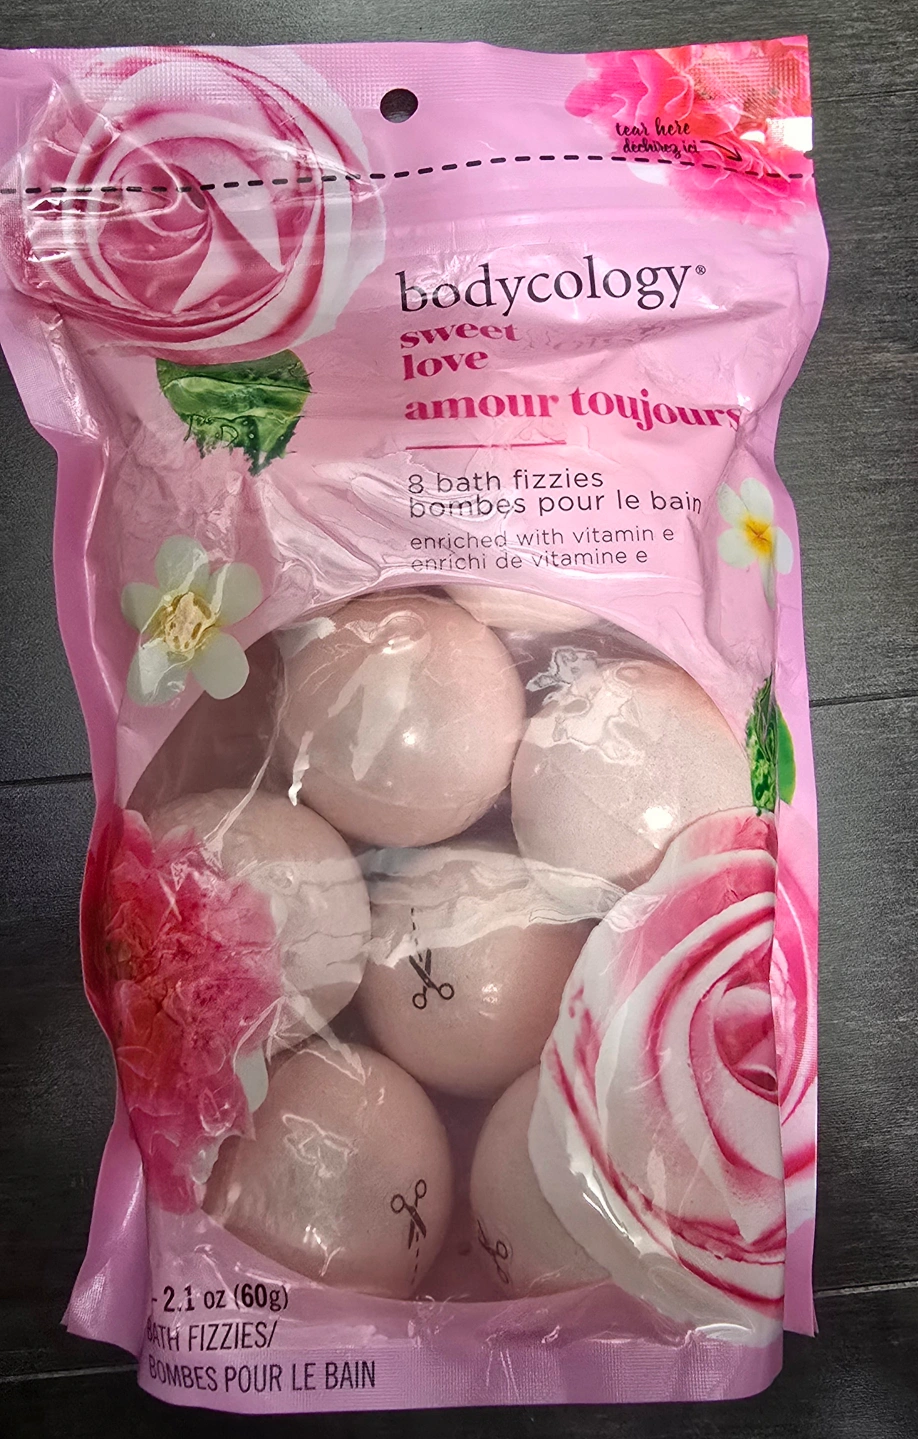 tear here
déchirez ici
bodycology®
sweet
love
amour toujours
8 bath fizzies
bombes pour le bain
enriched with vitamin e
enrichi de vitamine e
- 2.1 oz (60g)
BATH FIZZIES/
BOMBES POUR LE BAIN